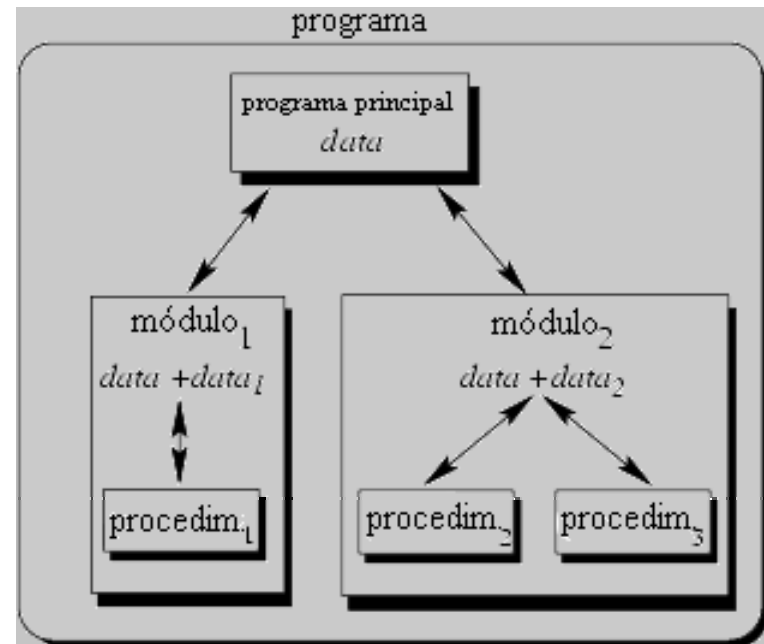 programa
programa principal
data
módulo1
data +data1
procedim1
módulo2
data +data2
procedim2
procedim3